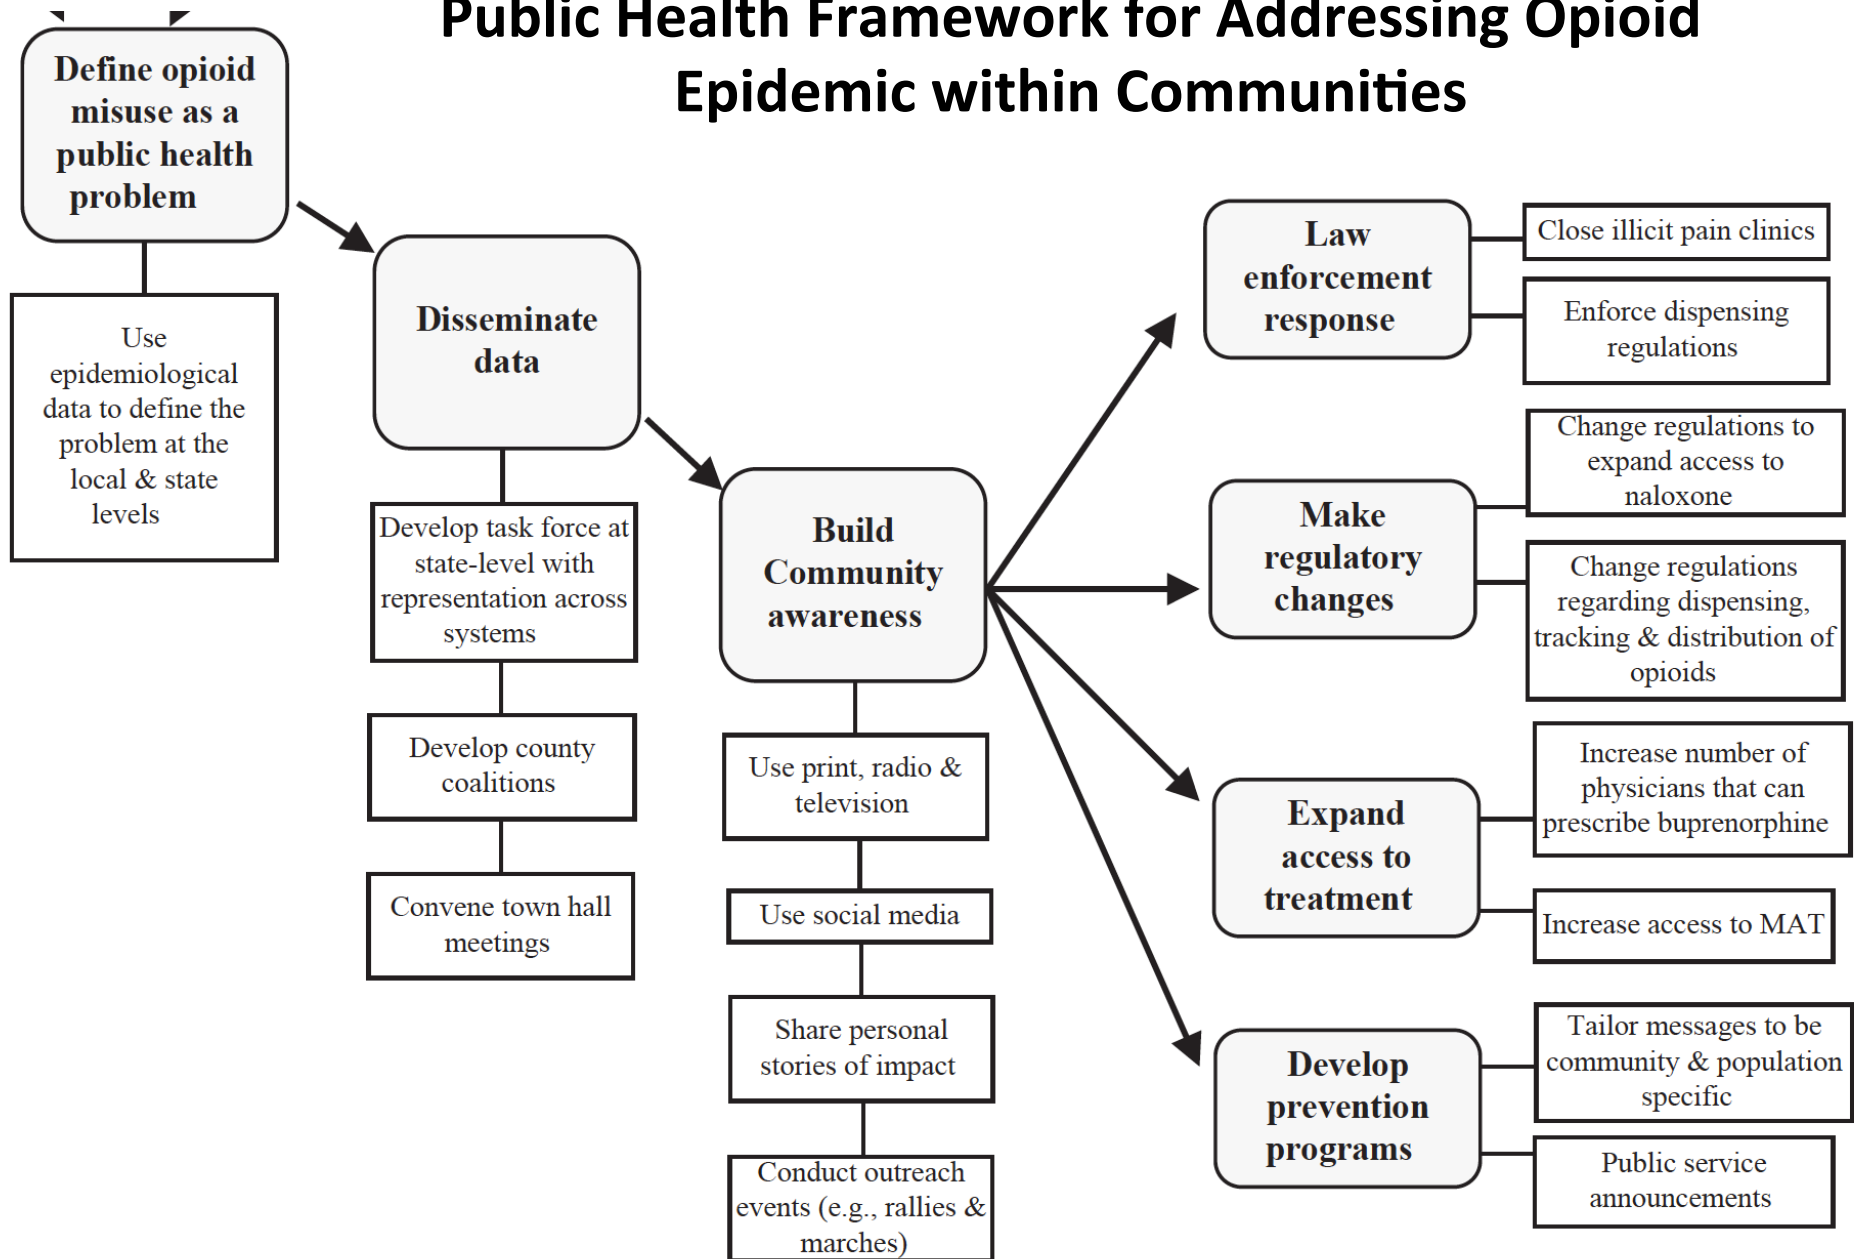 Public Health Framework for Addressing Opioid
Epidemic within Communities
Define opioid
misuse as a
public health
problem
Use
epidemiological
data to define the
problem at the
local & state
levels
Disseminate
data
Develop task force at
state-level with
representation across
systems
Develop county
coalitions
Convene town hall
meetings
Build
Community
awareness
Use print, radio &
television
Use social media
Share personal
stories of impact
Conduct outreach
events (e.g., rallies &
marches)
Law
enforcement
response
Close illicit pain clinics
Enforce dispensing
regulations
Make
regulatory
changes
Change regulations to
expand access to
naloxone
Change regulations
regarding dispensing,
tracking & distribution of
opioids
Expand
access to
treatment
Increase number of
physicians that can
prescribe buprenorphine
Increase access to MAT
Develop
prevention
programs
Tailor messages to be
community & population
specific
Public service
announcements